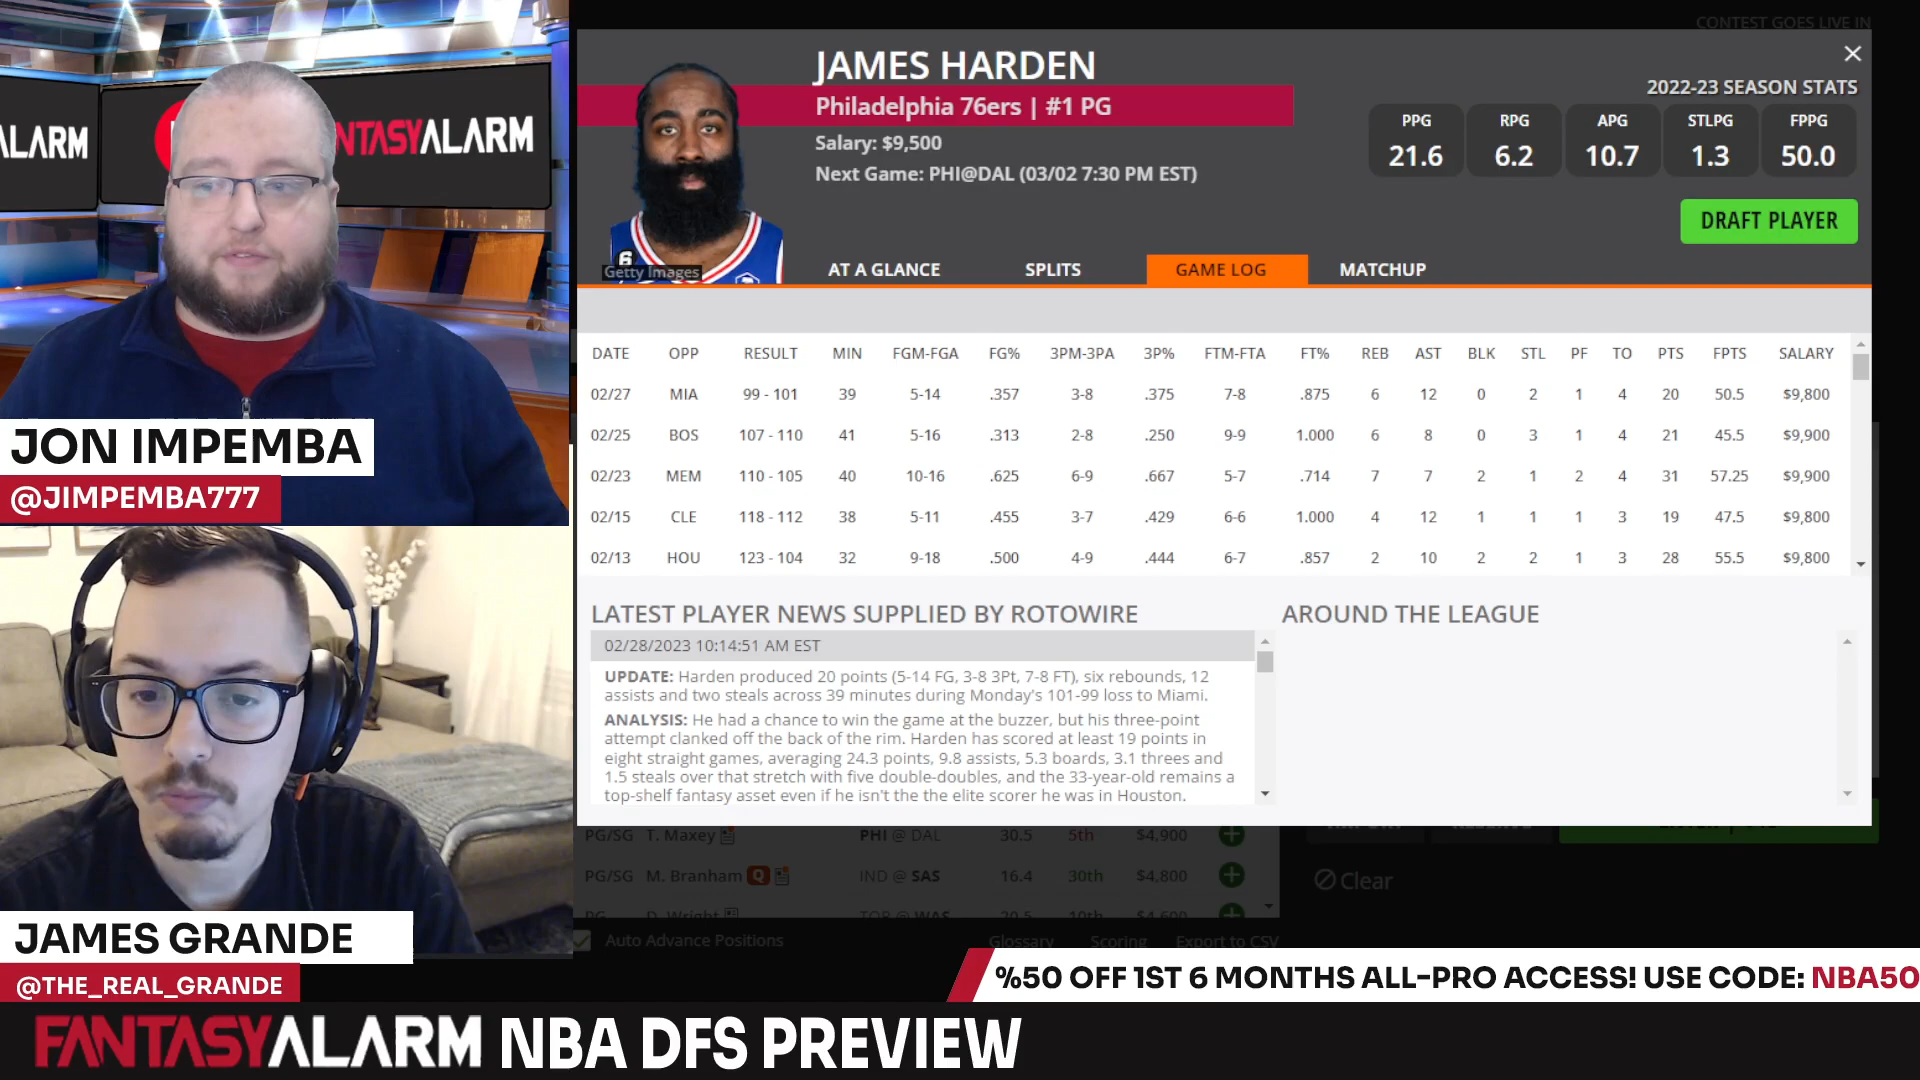 CONTEST GOES LIVE IN
JAMES HARDEN
Philadelphia 76ers | #1 PG
Salary: $9,500
Next Game: PHI@DAL (03/02 7:30 PM EST)
2022-23 SEASON STATS
PPG RPG APG STLPG FPPG
21.6 6.2 10.7 1.3 50.0
DRAFT PLAYER
Getty Images
AT A GLANCE SPLITS GAME LOG MATCHUP
DATE OPP RESULT MIN FGM-FGA FG% 3PM-3PA 3P% FTM-FTA FT% REB AST BLK STL PF TO PTS FPTS SALARY
02/27 MIA 99 - 101 39 5-14 .357 3-8 .375 7-8 .875 6 12 0 2 1 4 20 50.5 $9,800
02/25 BOS 107 - 110 41 5-16 .313 2-8 .250 9-9 1.000 6 8 0 3 1 4 21 45.5 $9,900
02/23 MEM 110 - 105 40 10-16 .625 6-9 .667 5-7 .714 7 7 2 1 2 4 31 57.25 $9,900
02/15 CLE 118 - 112 38 5-11 .455 3-7 .429 6-6 1.000 4 12 1 1 1 3 19 47.5 $9,800
02/13 HOU 123 - 104 32 9-18 .500 4-9 .444 6-7 .857 2 10 2 2 1 3 28 55.5 $9,800
LATEST PLAYER NEWS SUPPLIED BY ROTOWIRE
02/28/2023 10:14:51 AM EST
UPDATE: Harden produced 20 points (5-14 FG, 3-8 3Pt, 7-8 FT), six rebounds, 12
assists and two steals across 39 minutes during Monday's 101-99 loss to Miami.
ANALYSIS: He had a chance to win the game at the buzzer, but his three-point
attempt clanked off the back of the rim. Harden has scored at least 19 points in
eight straight games, averaging 24.3 points, 9.8 assists, 5.3 boards, 3.1 threes and
1.5 steals over that stretch with five double-doubles, and the 33-year-old remains a
top-shelf fantasy asset even if he isn't the the elite scorer he was in Houston.
AROUND THE LEAGUE
PG/SG T. Maxey PHI @ DAL 30.5 5th $4,900
PG/SG M. Branham Q IND @ SAS 16.4 30th $4,800
PG D. Wright TOR @ WAS 20.5 10th $4,600
Clear
Auto Advance Positions
Glossary Scoring Export to CSV
ALARM
FANTASYALARM
JON IMPEMBA
@JIMPEMBA777
JAMES GRANDE
@THE_REAL_GRANDE
%50 OFF 1ST 6 MONTHS ALL-PRO ACCESS! USE CODE: NBA50
FANTASYALARM NBA DFS PREVIEW